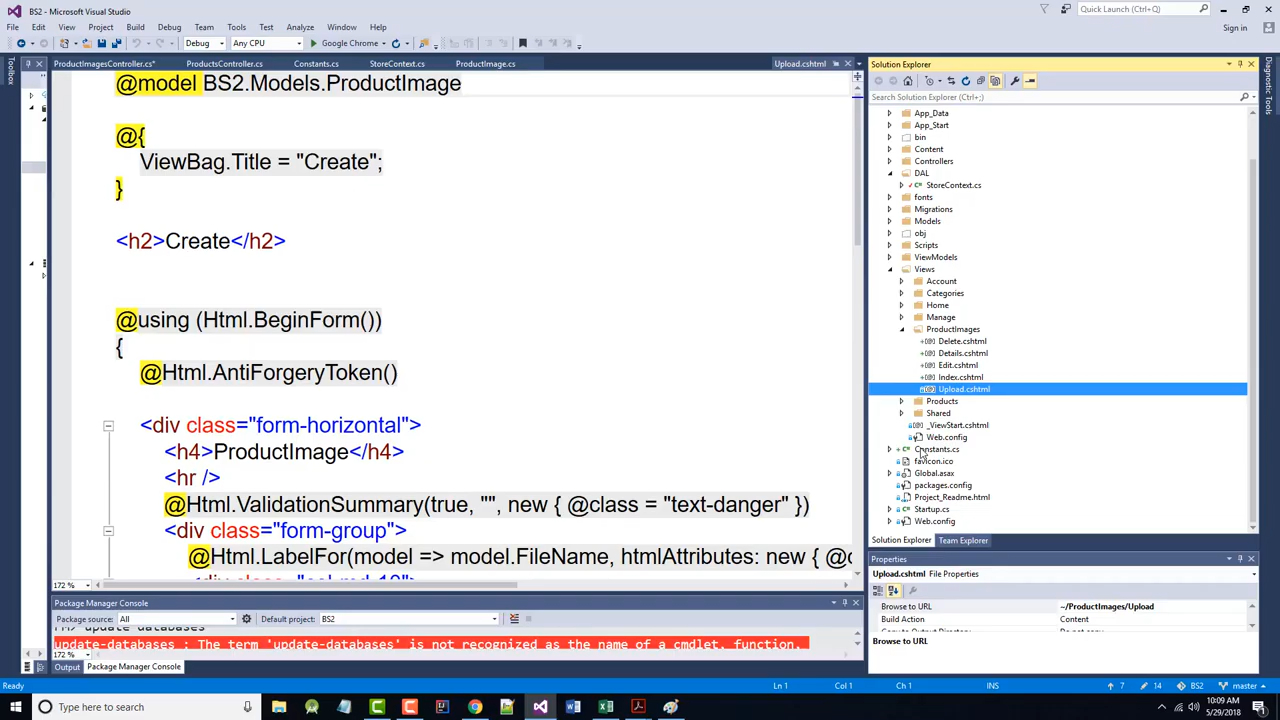 BS2 - Microsoft Visual Studio
Quick Launch (Ctrl+Q)
File Edit View Project Build Debug Team Tools Test Analyze Window Help
Sign in
Debug Any CPU Google Chrome
Toolbox
ProductImagesController.cs* ProductsController.cs Constants.cs StoreContext.cs ProductImage.cs Upload.cshtml
@model BS2.Models.ProductImage
@{
ViewBag.Title = "Create";
}
<h2>Create</h2>
@using (Html.BeginForm())
{
@Html.AntiForgeryToken()
<div class="form-horizontal">
<h4>ProductImage</h4>
<hr />
@Html.ValidationSummary(true, "", new { @class = "text-danger" })
<div class="form-group">
@Html.LabelFor(model => model.FileName, htmlAttributes: new { @c
172 %
Package Manager Console
Package source: All Default project: BS2
update-databases : The term 'update-databases' is not recognized as the name of a cmdlet, function,
172 %
Output Package Manager Console
Solution Explorer
Search Solution Explorer (Ctrl+;)
App_Data
App_Start
bin
Content
Controllers
DAL
StoreContext.cs
fonts
Migrations
Models
obj
Scripts
ViewModels
Views
Account
Categories
Home
Manage
ProductImages
Delete.cshtml
Details.cshtml
Edit.cshtml
Index.cshtml
Upload.cshtml
Products
Shared
_ViewStart.cshtml
Web.config
Constants.cs
favicon.ico
Global.asax
packages.config
Project_Readme.html
Startup.cs
Web.config
Solution Explorer Team Explorer
Properties
Upload.cshtml File Properties
Browse to URL ~/ProductImages/Upload
Build Action Content
Browse to URL
Diagnostic Tools
Ready Ln 1 Col 1 Ch 1 INS 7 14 BS2 master
Type here to search
10:09 AM
5/29/2018